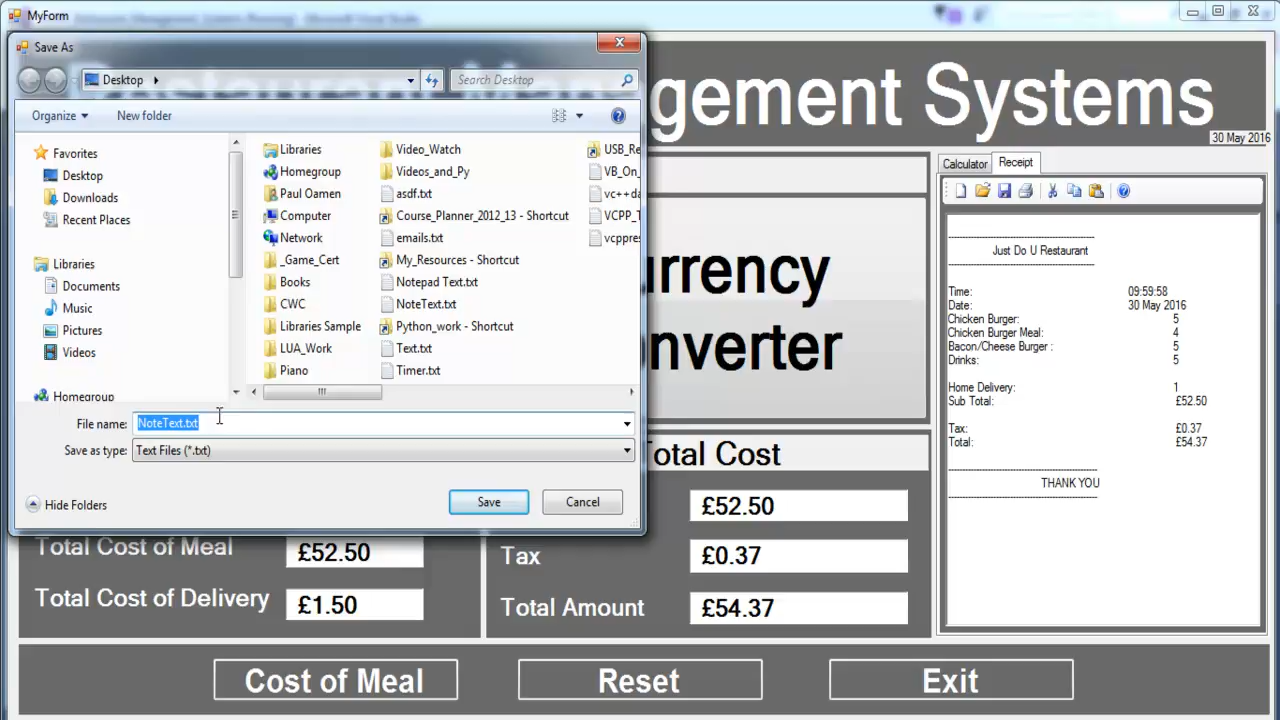 MyForm
Save As
Desktop
Search Desktop
Organize
New folder
Favorites
Desktop
Downloads
Recent Places
Libraries
Documents
Music
Pictures
Videos
Homegroup
Libraries
Homegroup
Paul Oamen
Computer
Network
_Game_Cert
Books
CWC
Libraries Sample
LUA_Work
Piano
Video_Watch
Videos_and_Py
asdf.txt
Course_Planner_2012_13 - Shortcut
emails.txt
My_Resources - Shortcut
Notepad Text.txt
NoteText.txt
Python_work - Shortcut
Text.txt
Timer.txt
USB_Re
VB_On_
vc++da
VCPP_T
vcppres
File name: NoteText.txt
Save as type: Text Files (*.txt)
Hide Folders
Save
Cancel
gement Systems
30 May 2016
urrency
nverter
Calculator
Receipt
Just Do U Restaurant
Time: 09:59:58
Date: 30 May 2016
Chicken Burger: 5
Chicken Burger Meal: 4
Bacon/Cheese Burger : 5
Drinks: 5
Home Delivery: 1
Sub Total: £52.50
Tax: £0.37
Total: £54.37
THANK YOU
Total Cost
£52.50
Tax £0.37
Total Amount £54.37
Total Cost of Meal £52.50
Total Cost of Delivery £1.50
Cost of Meal
Reset
Exit